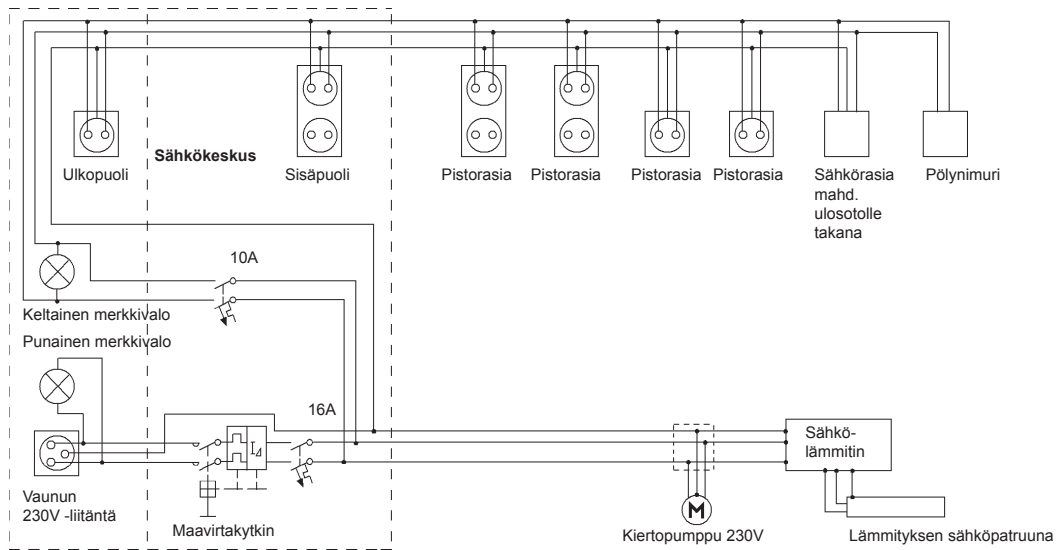 Ulkopuoli
Sähkökeskus
Sisäpuoli
Pistorasia
Pistorasia
Pistorasia
Pistorasia
Sähkörasia
mahd.
ulosotolle
takana
Pölynimuri
10A
Keltainen merkkivalo
Punainen merkkivalo
16A
I∆
Vaunun
230V -liitäntä
Maavirtakytkin
M
Kiertopumppu 230V
Sähkö-
lämmitin
Lämmityksen sähköpatruuna